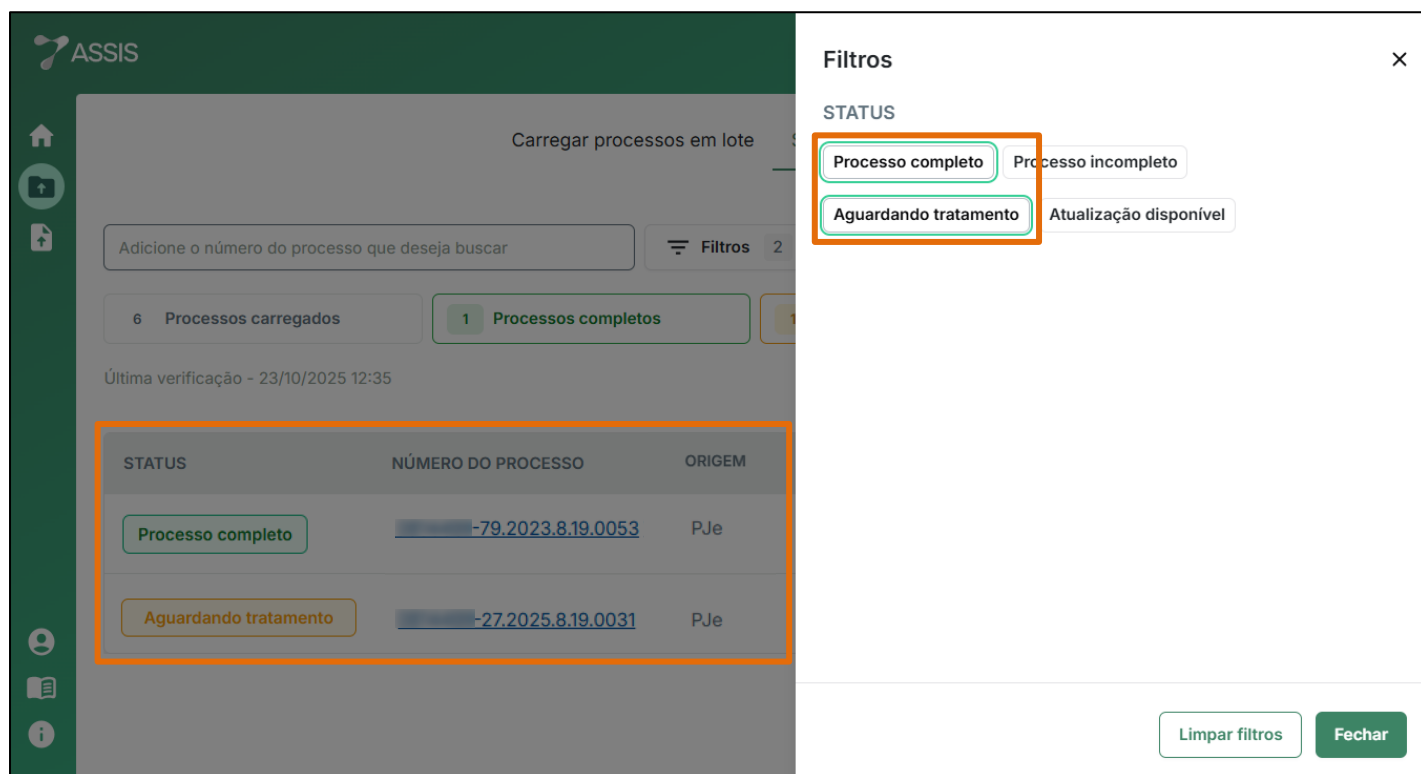 ASSIS
Carregar processos em lote
Adicione o número do processo que deseja buscar
Filtros 2
6 Processos carregados
1 Processos completos
1
Última verificação - 23/10/2025 12:35
STATUS NÚMERO DO PROCESSO ORIGEM
Processo completo -79.2023.8.19.0053 PJe
Aguardando tratamento -27.2025.8.19.0031 PJe
Filtros
STATUS
Processo completo Processo incompleto
Aguardando tratamento Atualização disponível
Limpar filtros Fechar